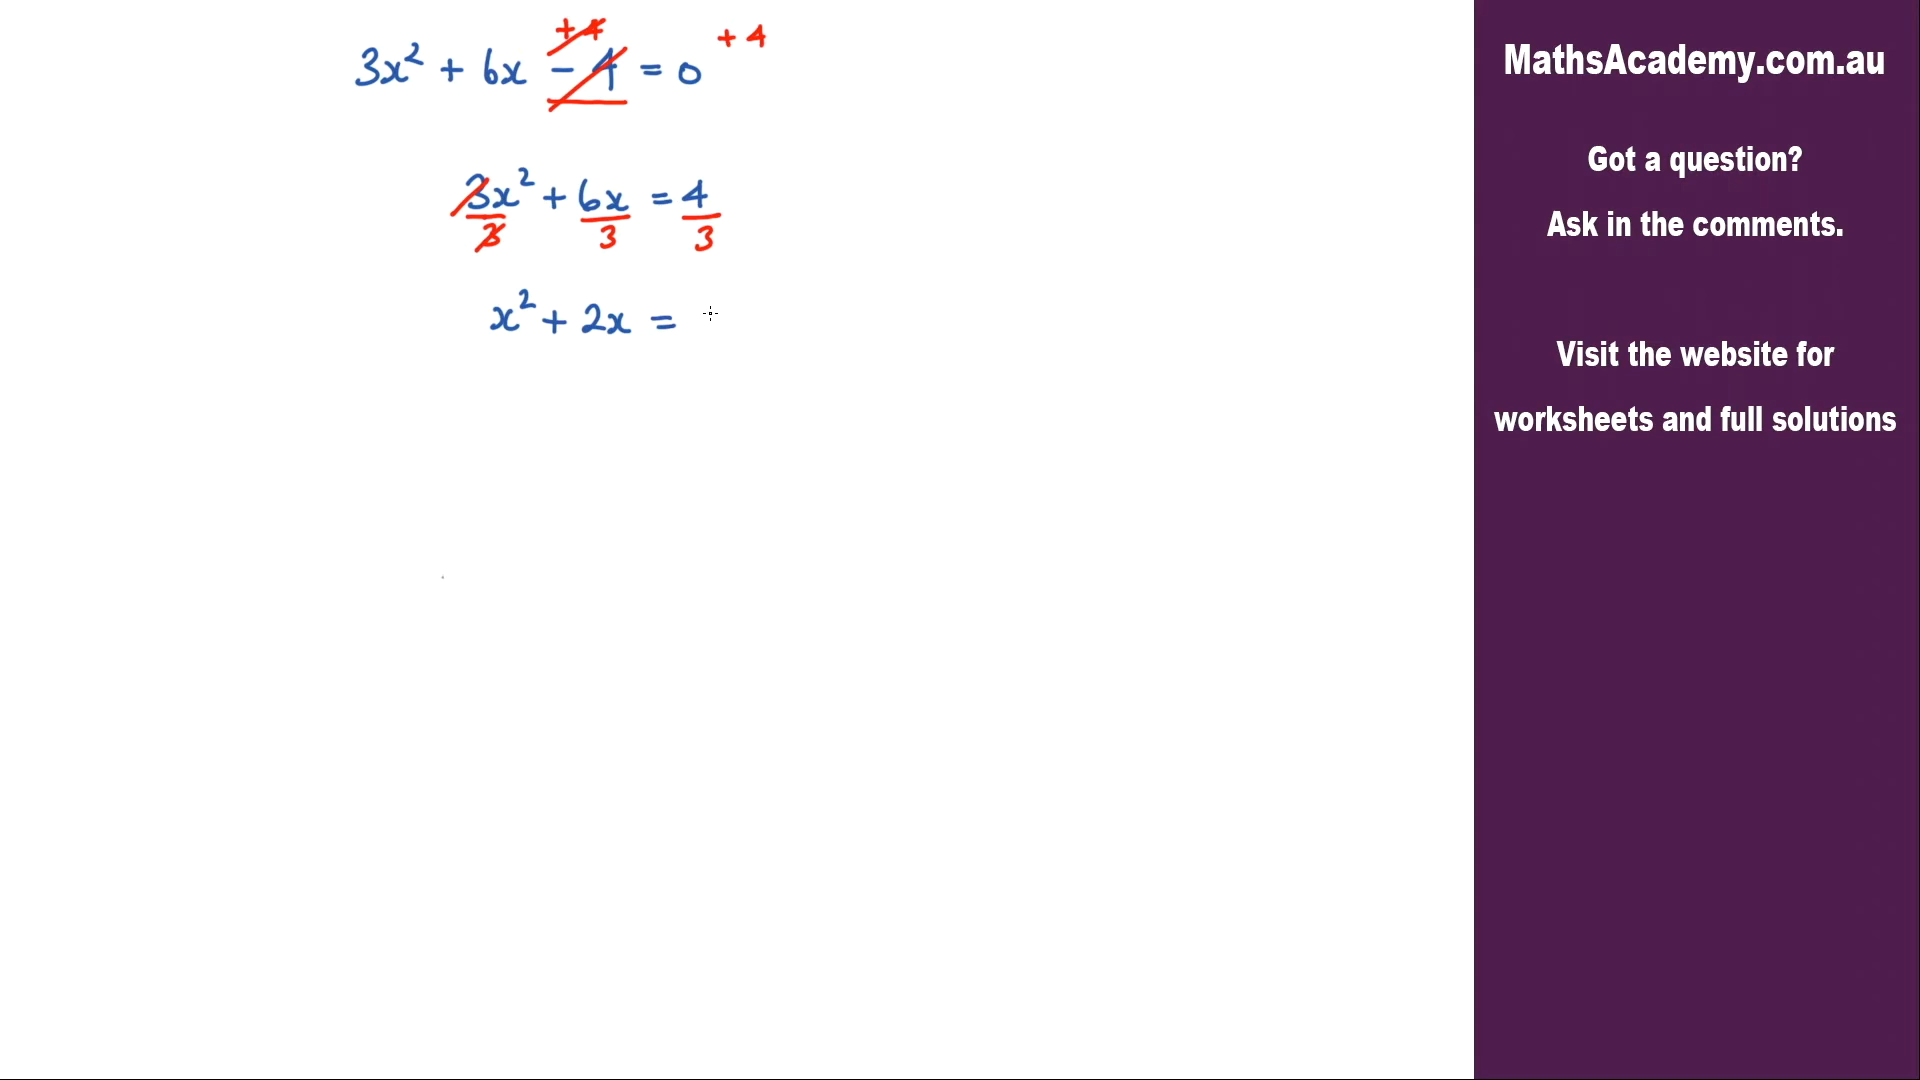 +4 +4
3x² + 6x - 4 = 0
3x² + 6x = 4
3 3 3
x² + 2x =
MathsAcademy.com.au
Got a question?
Ask in the comments.
Visit the website for
worksheets and full solutions